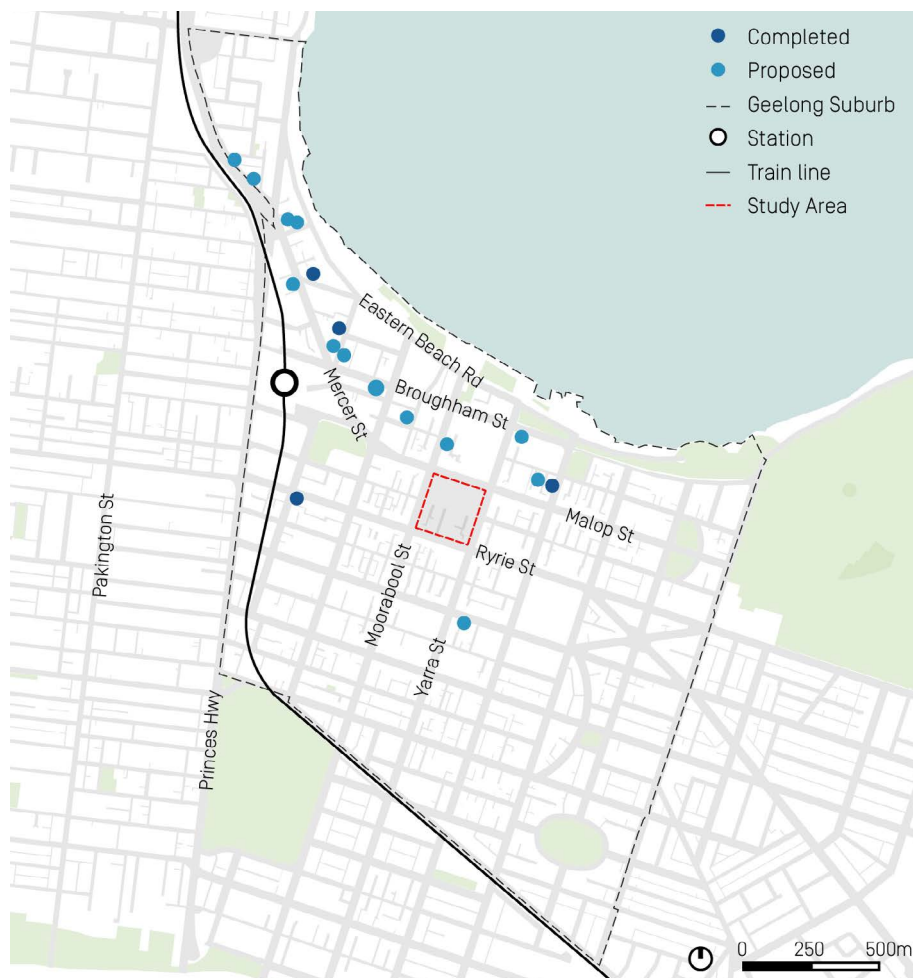 Completed
Proposed
Geelong Suburb
Station
Train line
Study Area
Eastern Beach Rd
Mercer St
Broughham St
Malop St
Ryrie St
Pakington St
Moorabool St
Yarra St
Princes Hwy
0 250 500m